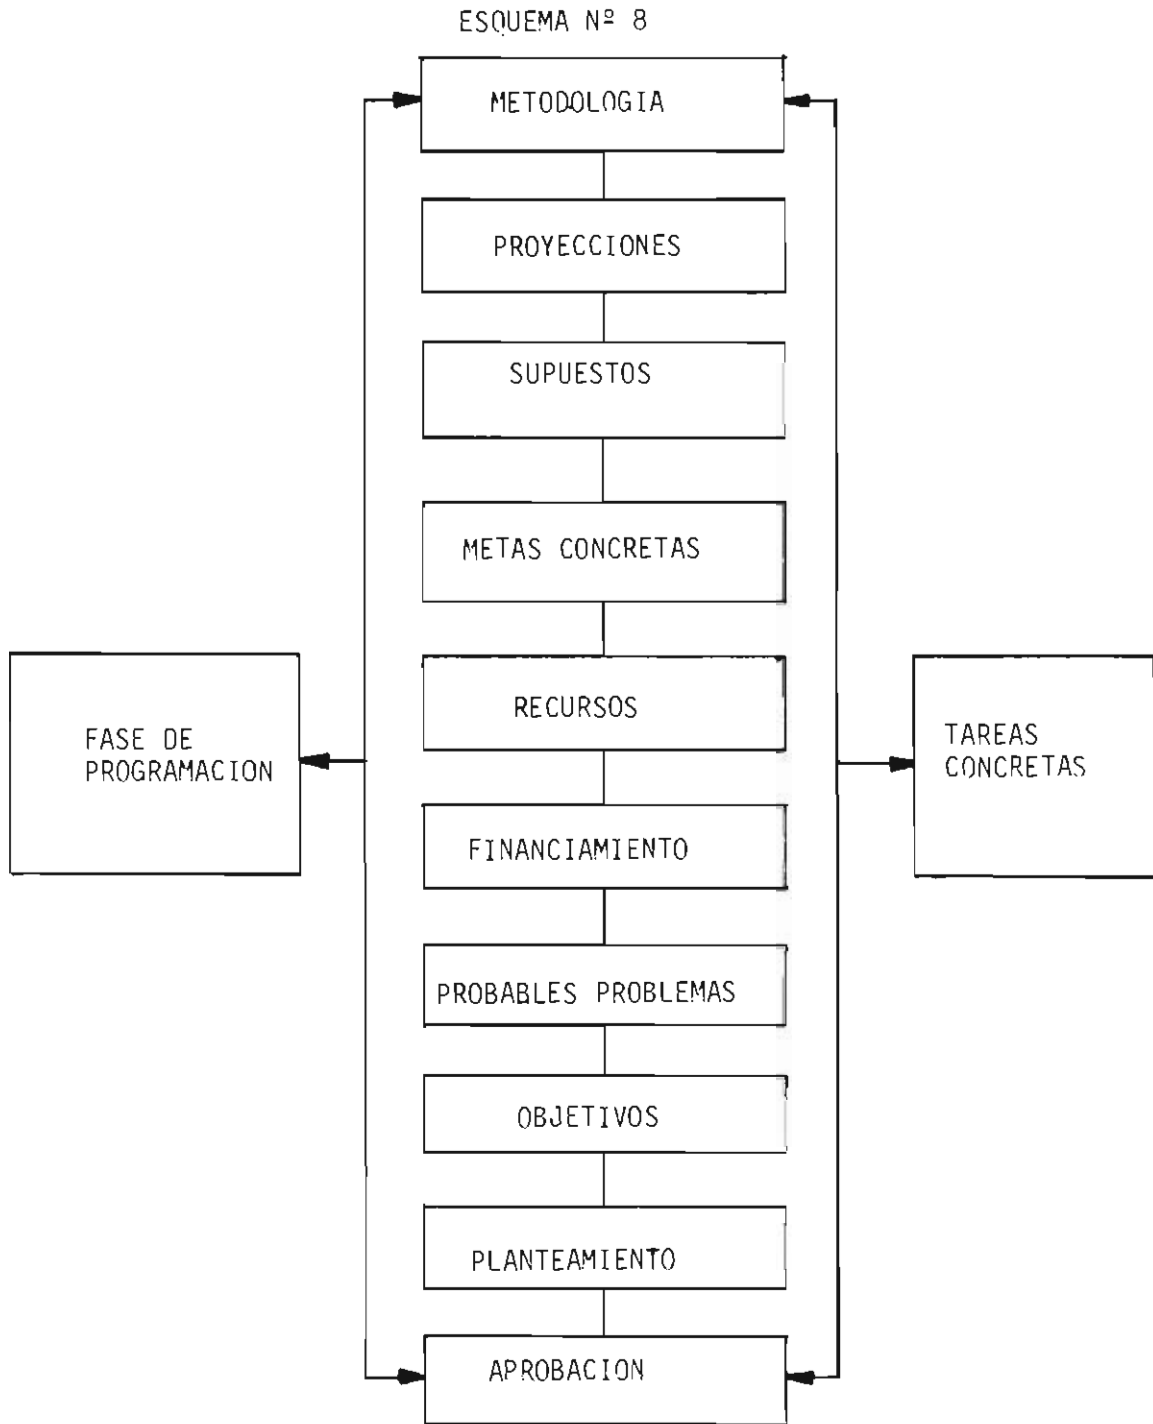 ESQUEMA Nº 8
METODOLOGIA
PROYECCIONES
SUPUESTOS
METAS CONCRETAS
RECURSOS
FASE DE
PROGRAMACION
TAREAS
CONCRETAS
FINANCIAMIENTO
PROBABLES PROBLEMAS
OBJETIVOS
PLANTEAMIENTO
APROBACION